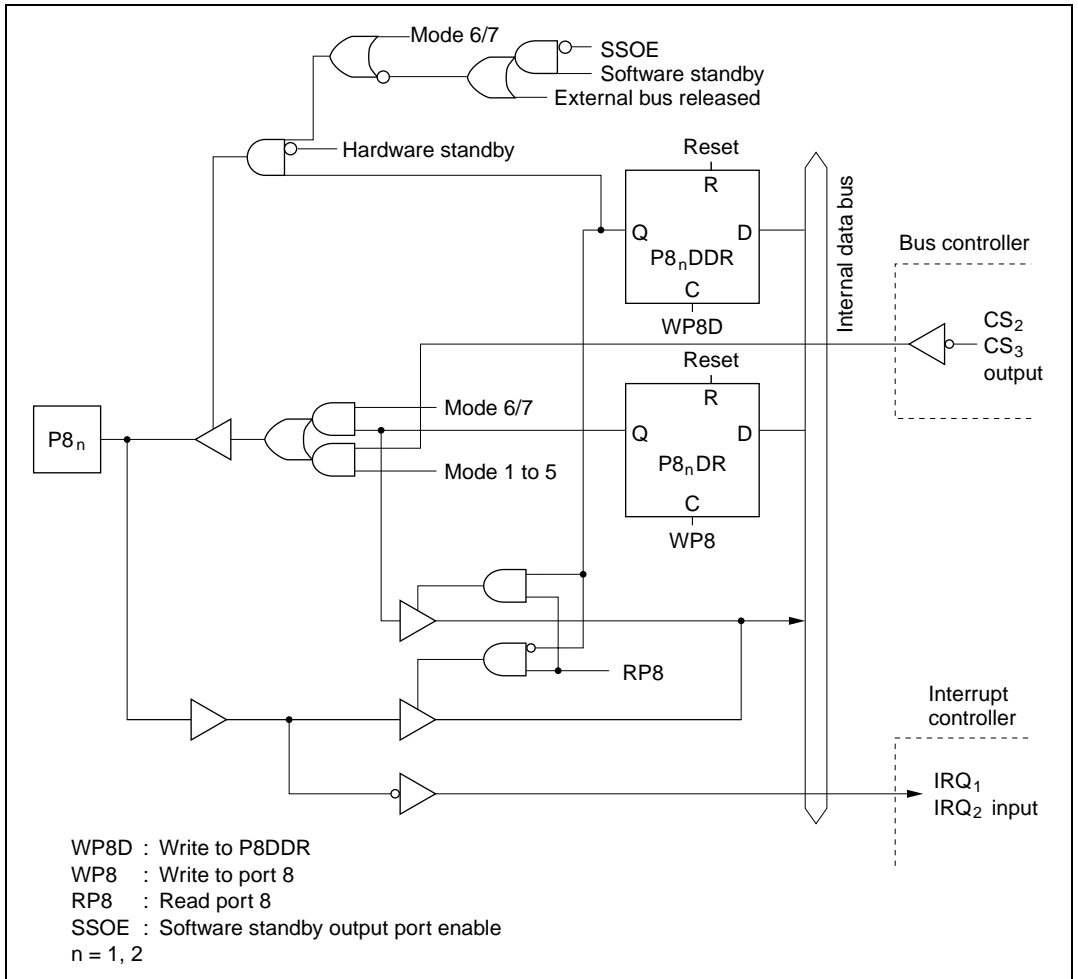 Mode 6/7
SSOE
Software standby
External bus released
Hardware standby
Reset
R
Q
D
P8nDDR
C
WP8D
Internal data bus
Bus controller
CS2
CS3
output
Reset
R
Mode 6/7
Q
D
P8n
P8nDR
Mode 1 to 5
C
WP8
RP8
Interrupt
controller
IRQ1
IRQ2 input
WP8D : Write to P8DDR
WP8 : Write to port 8
RP8 : Read port 8
SSOE : Software standby output port enable
n = 1, 2